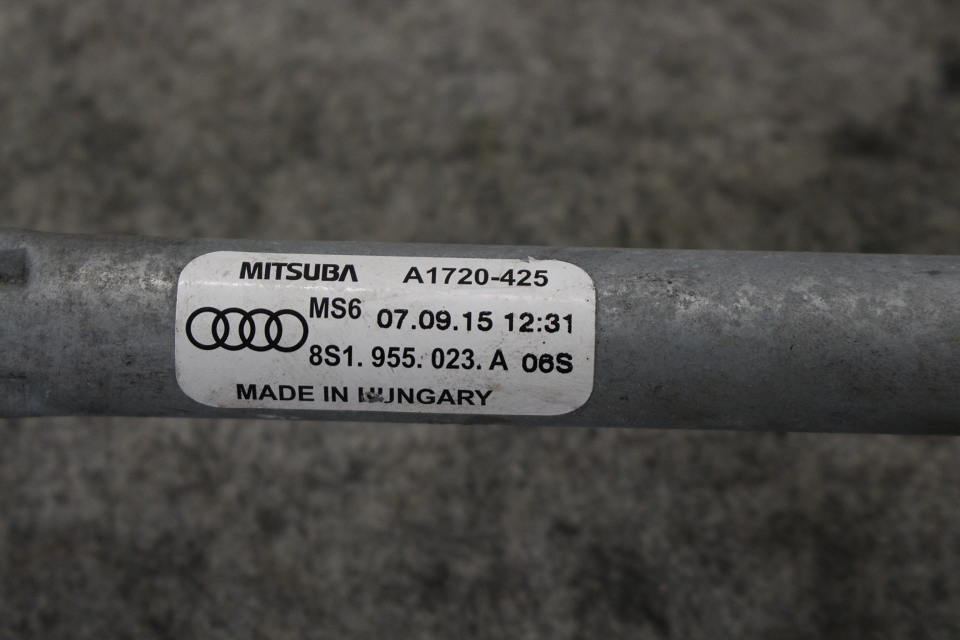 MITSUBA A1720-425
MS6 07.09.15 12:31
8S1. 955. 023. A 06S
MADE IN HUNGARY